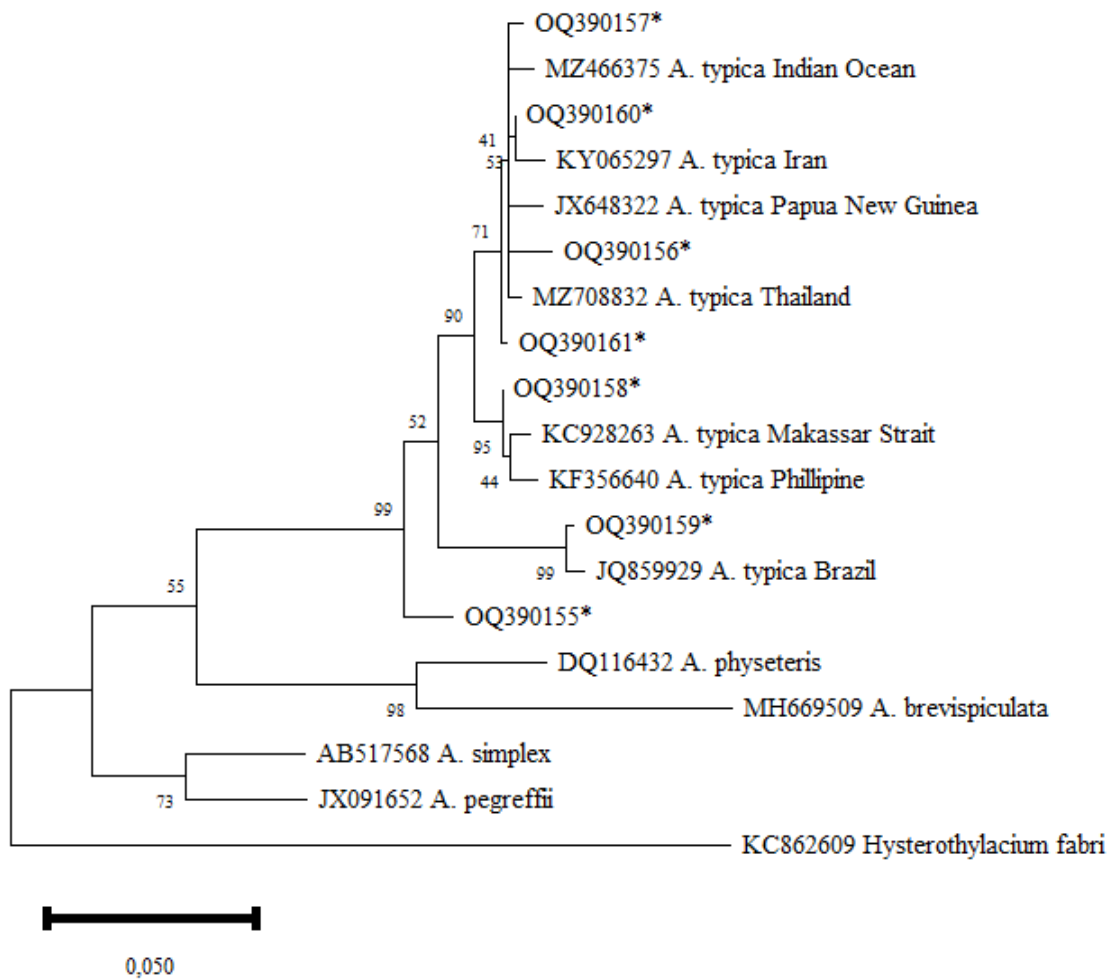 OQ390157*
MZ466375 A. typica Indian Ocean
OQ390160*
41
53
KY065297 A. typica Iran
JX648322 A. typica Papua New Guinea
71
OQ390156*
MZ708832 A. typica Thailand
90
OQ390161*
OQ390158*
52
KC928263 A. typica Makassar Strait
95
KF356640 A. typica Phillipine
44
99
OQ390159*
JQ859929 A. typica Brazil
99
55
OQ390155*
DQ116432 A. physeteris
98
MH669509 A. brevispiculata
AB517568 A. simplex
73
JX091652 A. pegreffii
KC862609 Hysterothylacium fabri
0,050